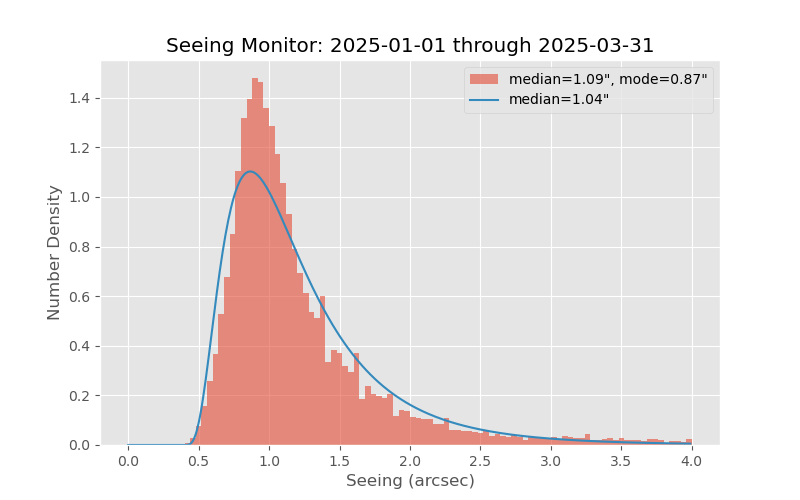 Seeing Monitor: 2025-01-01 through 2025-03-31
median=1.09", mode=0.87"
median=1.04"
Number Density
1.4
1.2
1.0
0.8
0.6
0.4
0.2
0.0
0.0 0.5 1.0 1.5 2.0 2.5 3.0 3.5 4.0
Seeing (arcsec)